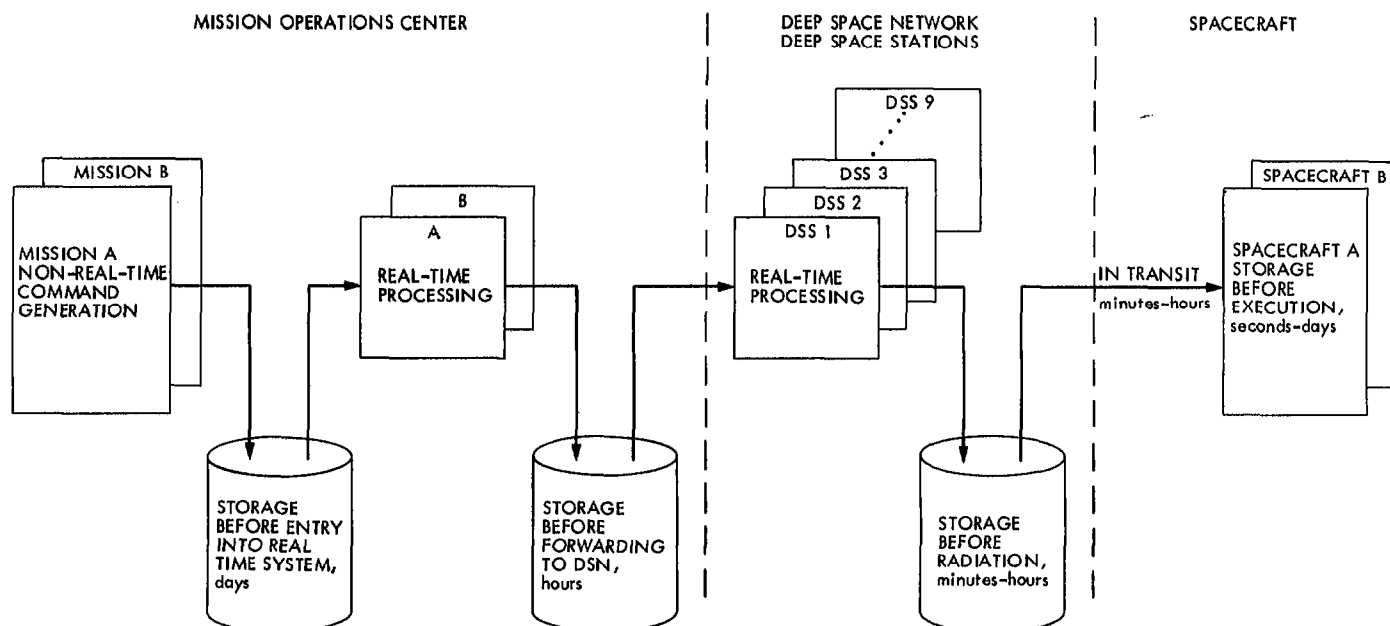 MISSION OPERATIONS CENTER
DEEP SPACE NETWORK
DEEP SPACE STATIONS
SPACECRAFT
MISSION B
MISSION A
NON-REAL-TIME
COMMAND
GENERATION
B
A
REAL-TIME
PROCESSING
DSS 9
DSS 3
DSS 2
DSS 1
REAL-TIME
PROCESSING
IN TRANSIT
minutes-hours
SPACECRAFT B
SPACECRAFT A
STORAGE
BEFORE
EXECUTION,
seconds-days
STORAGE
BEFORE ENTRY
INTO REAL
TIME SYSTEM,
days
STORAGE
BEFORE
FORWARDING
TO DSN,
hours
STORAGE
BEFORE
RADIATION,
minutes-hours